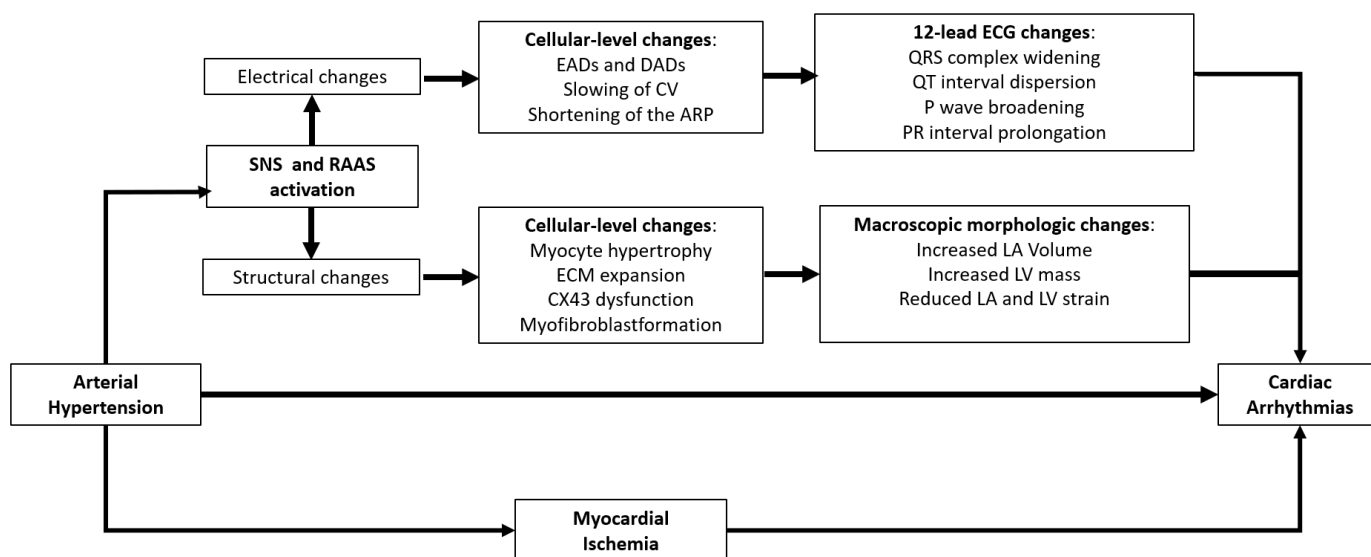 Electrical changes
Cellular-level changes:
EADs and DADs
Slowing of CV
Shortening of the ARP
12-lead ECG changes:
QRS complex widening
QT interval dispersion
P wave broadening
PR interval prolongation
SNS and RAAS
activation
Structural changes
Cellular-level changes:
Myocyte hypertrophy
ECM expansion
CX43 dysfunction
Myofibroblastformation
Macroscopic morphologic changes:
Increased LA Volume
Increased LV mass
Reduced LA and LV strain
Arterial
Hypertension
Cardiac
Arrhythmias
Myocardial
Ischemia